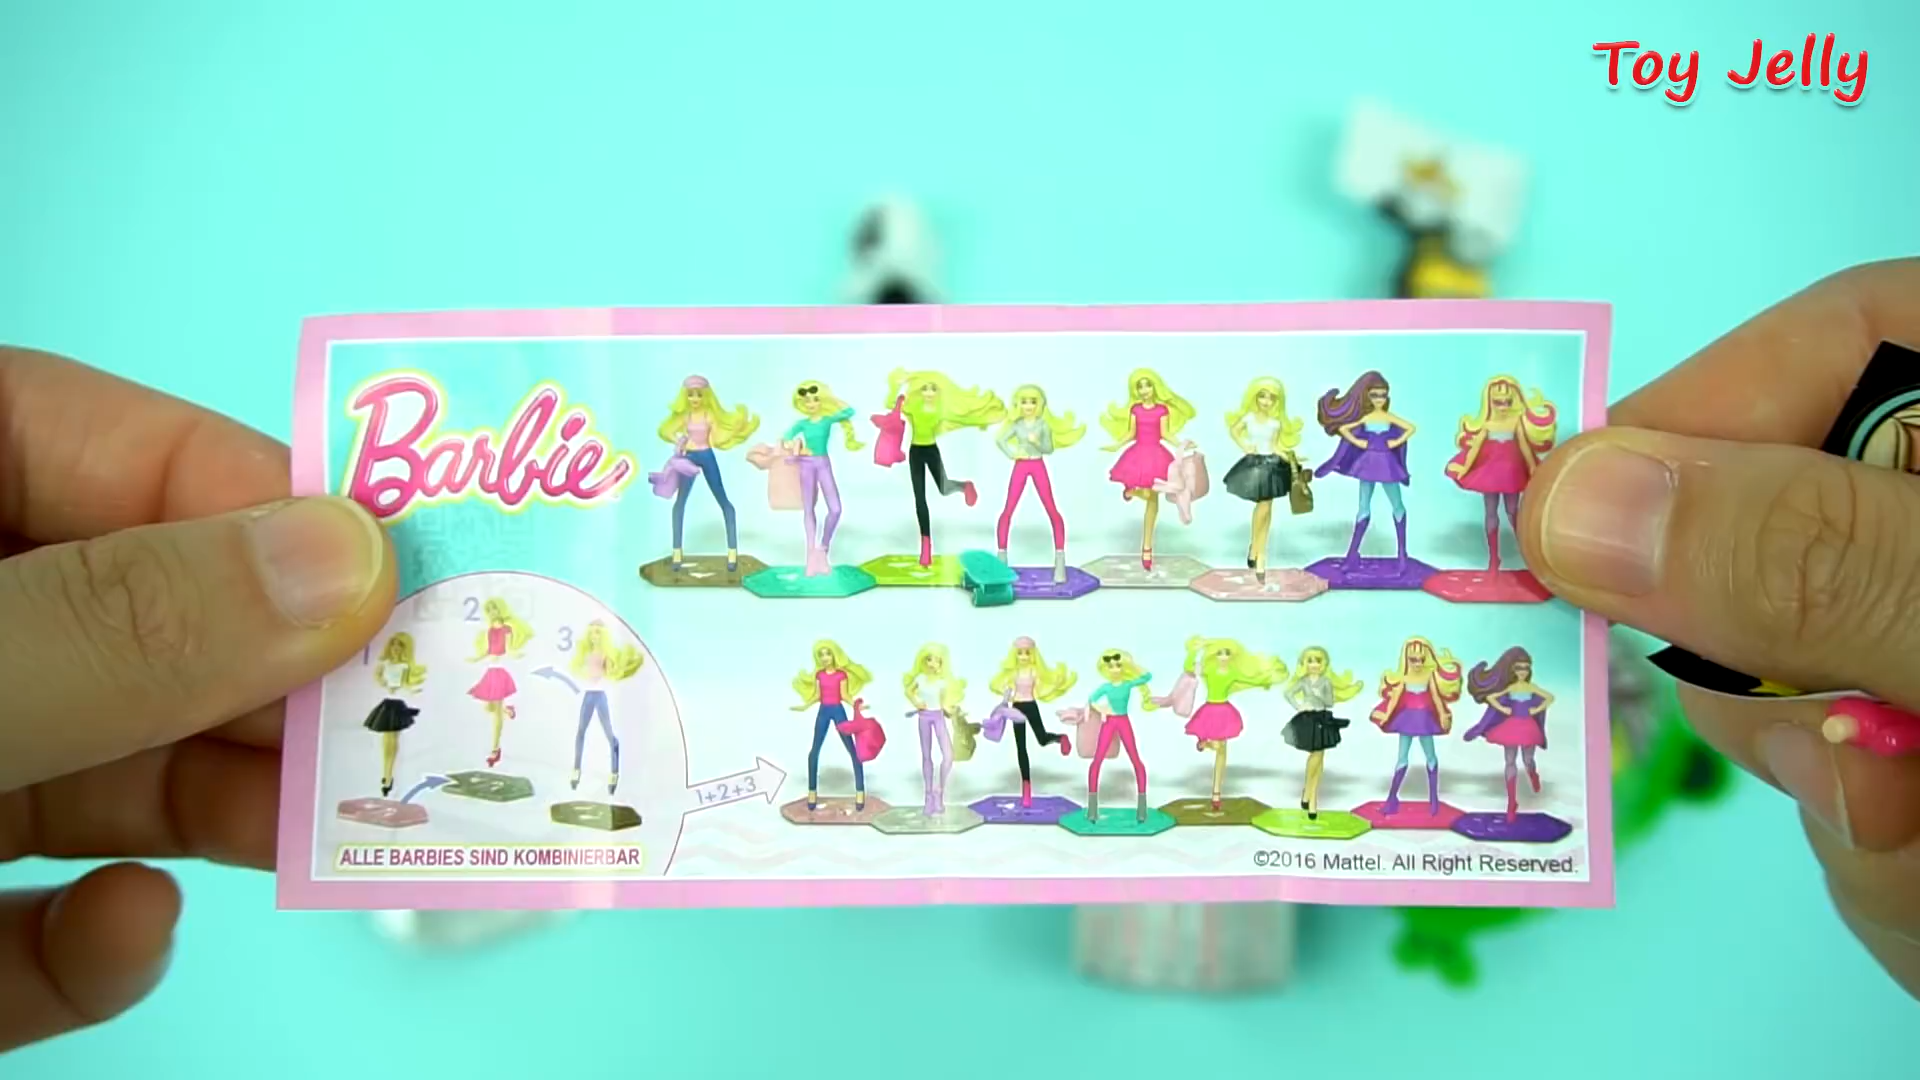 Toy Jelly
Barbie
1
2
3
1+2+3
ALLE BARBIES SIND KOMBINIERBAR
©2016 Mattel. All Right Reserved.